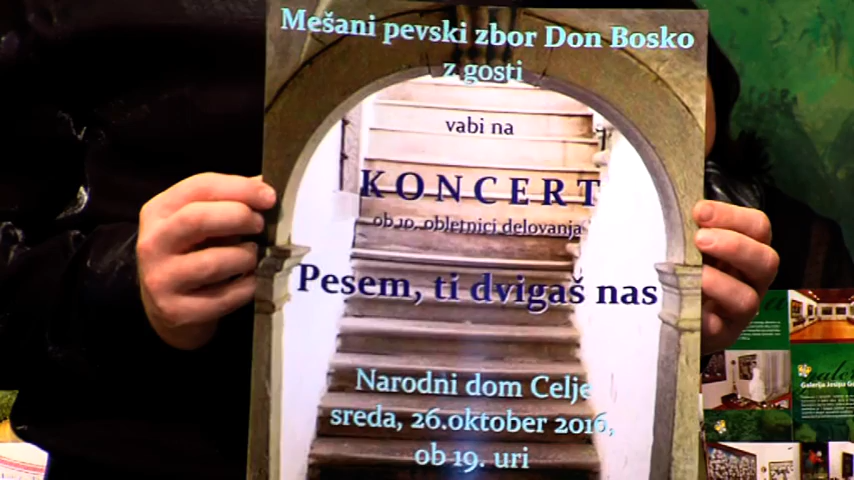 Mešani pevski zbor Don Bosko
z gosti
vabi na
KONCERT
ob 10. obletnici delovanja
Pesem, ti dvigaš nas
Narodni dom Celje
sreda, 26.oktober 2016,
ob 19. uri